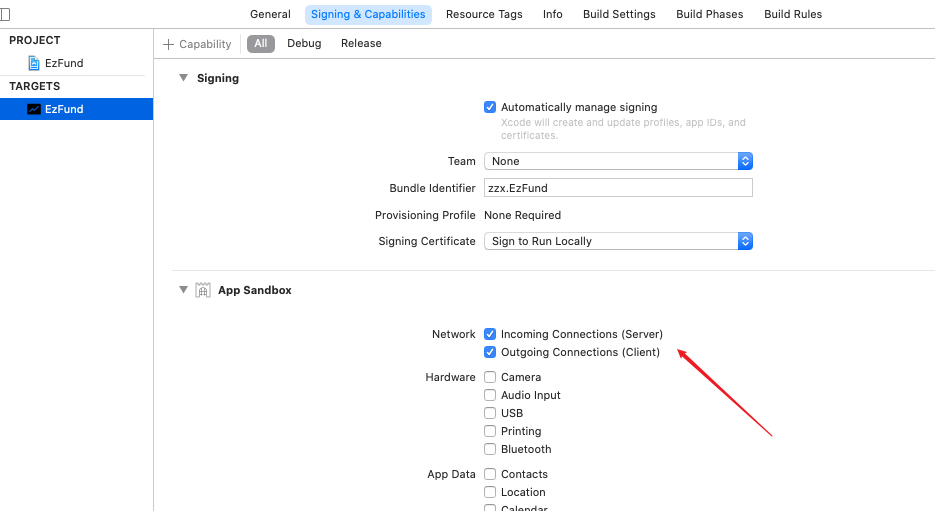 General Signing & Capabilities Resource Tags Info Build Settings Build Phases Build Rules
PROJECT
EzFund
TARGETS
EzFund
+ Capability All Debug Release
Signing
Automatically manage signing
Xcode will create and update profiles, app IDs, and
certificates.
Team None
Bundle Identifier zzx.EzFund
Provisioning Profile None Required
Signing Certificate Sign to Run Locally
App Sandbox
Network Incoming Connections (Server)
Outgoing Connections (Client)
Hardware Camera
Audio Input
USB
Printing
Bluetooth
App Data Contacts
Location
Calendar